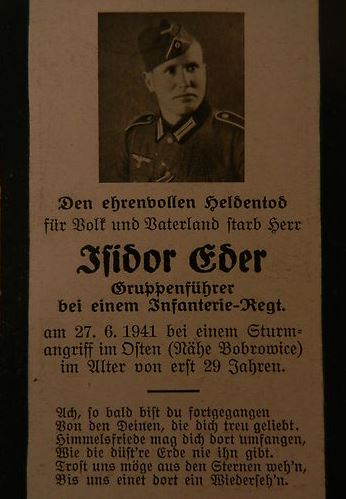 Den ehrenvollen Heldentod
für Volk und Vaterland starb Herr
Isidor Eder
Gruppenführer
bei einem Infanterie-Regt.
am 27. 6. 1941 bei einem Sturm-
angriff im Osten (Nähe Bobrowice)
im Alter von erst 29 Jahren.
Ach, so bald bist du fortgegangen
Von den Deinen, die dich treu geliebt.
Himmelsfriede mag dich dort umfangen,
Wie die düst're Erde nie ihn gibt.
Trost uns möge aus den Sternen weh'n,
Bis uns einet dort ein Wiederseh'n.